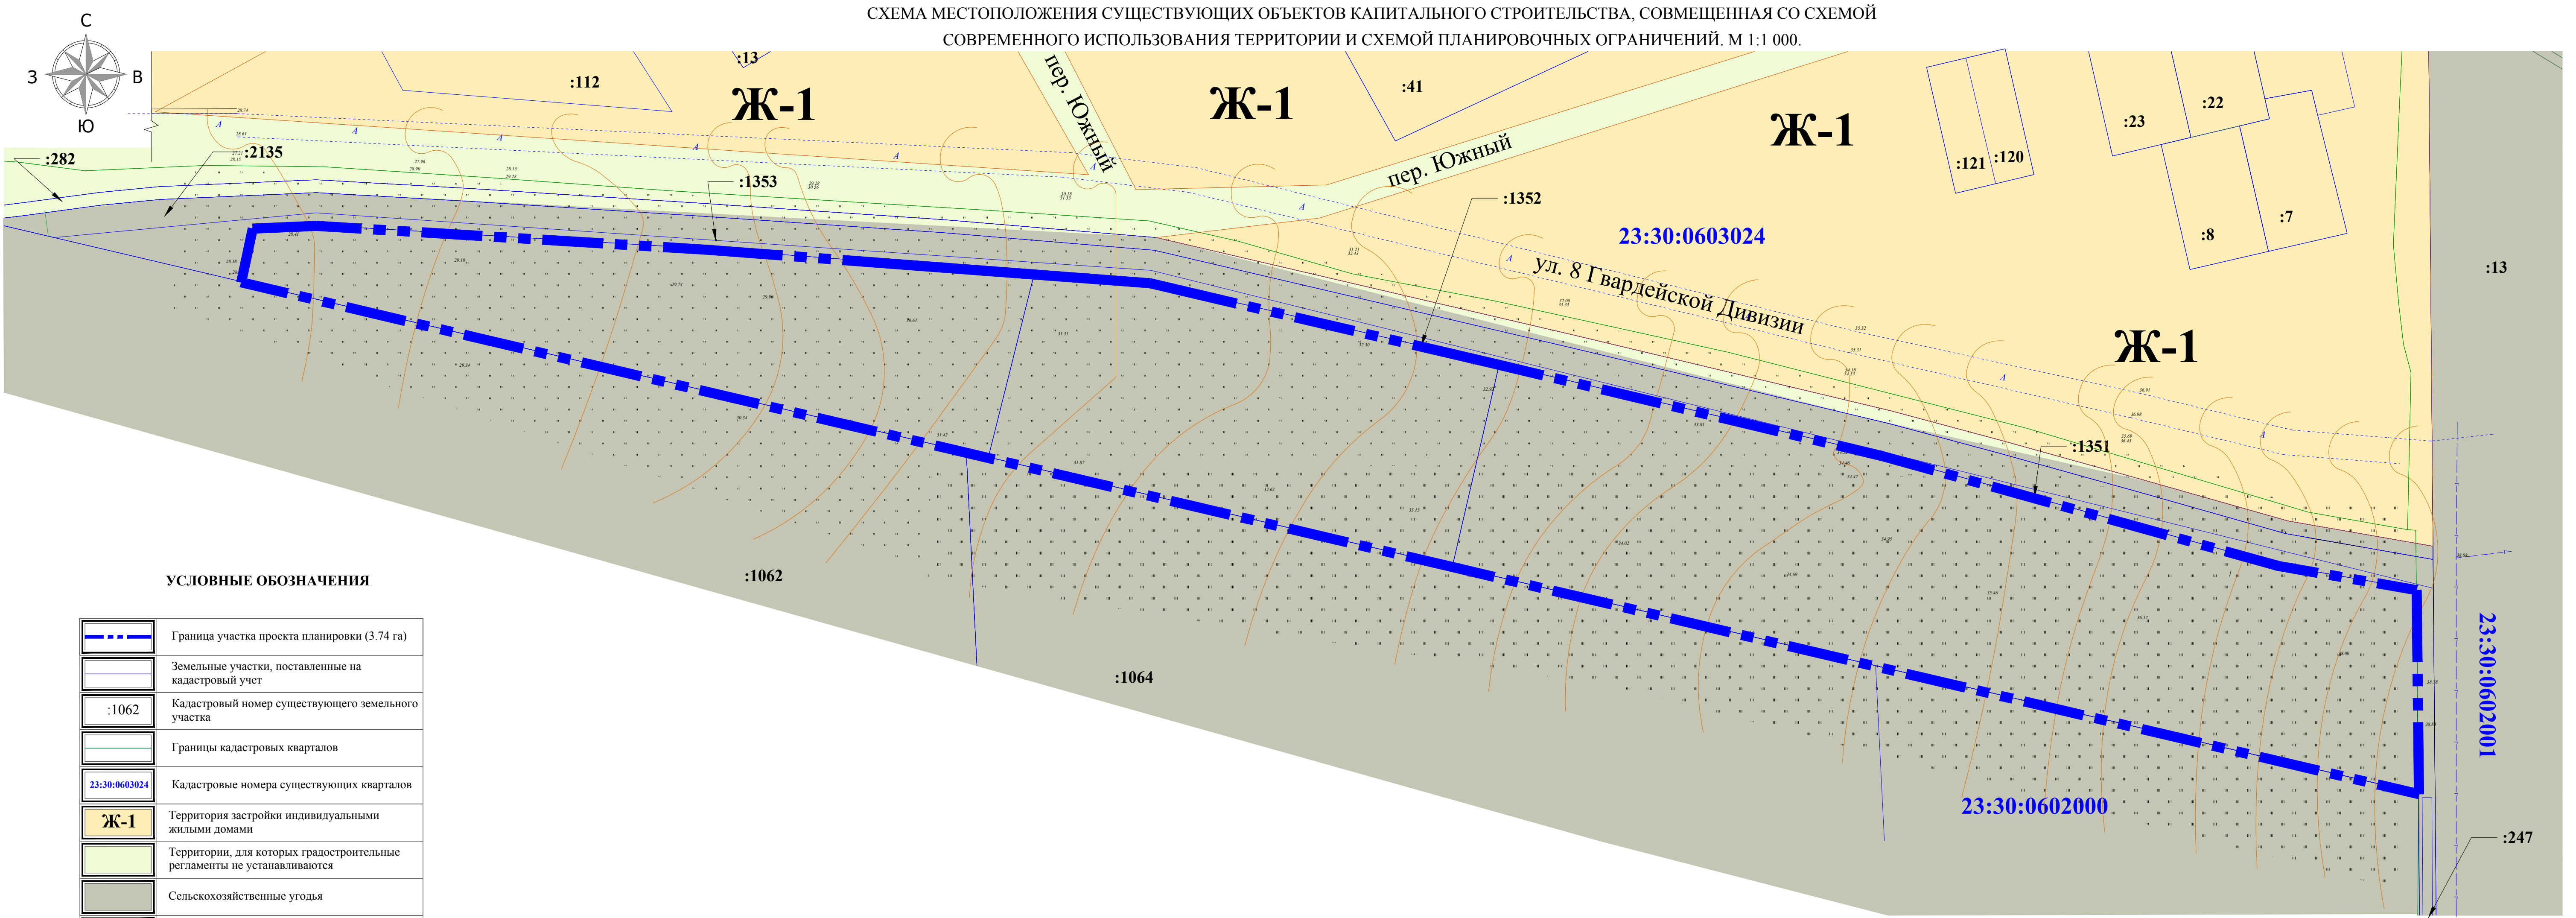 СХЕМА МЕСТОПОЛОЖЕНИЯ СУЩЕСТВУЮЩИХ ОБЪЕКТОВ КАПИТАЛЬНОГО СТРОИТЕЛЬСТВА, СОВМЕЩЕННАЯ СО СХЕМОЙ
СОВРЕМЕННОГО ИСПОЛЬЗОВАНИЯ ТЕРРИТОРИИ И СХЕМОЙ ПЛАНИРОВОЧНЫХ ОГРАНИЧЕНИЙ. М 1:1 000.
С
З
В
Ю
:112
:13
Ж-1
пер. Южный
Ж-1
:41
пер. Южный
Ж-1
:121
:120
:23
:22
:8
:7
:13
:282
:2135
:1353
:1352
23:30:0603024
ул. 8 Гвардейской Дивизии
Ж-1
:1351
:1062
:1064
23:30:0602001
23:30:0602000
:247
УСЛОВНЫЕ ОБОЗНАЧЕНИЯ
Граница участка проекта планировки (3.74 га)
Земельные участки, поставленные на
кадастровый учет
:1062
Кадастровый номер существующего земельного
участка
Границы кадастровых кварталов
23:30:0603024
Кадастровые номера существующих кварталов
Ж-1
Территория застройки индивидуальными
жилыми домами
Территории, для которых градостроительные
регламенты не устанавливаются
Сельскохозяйственные угодья